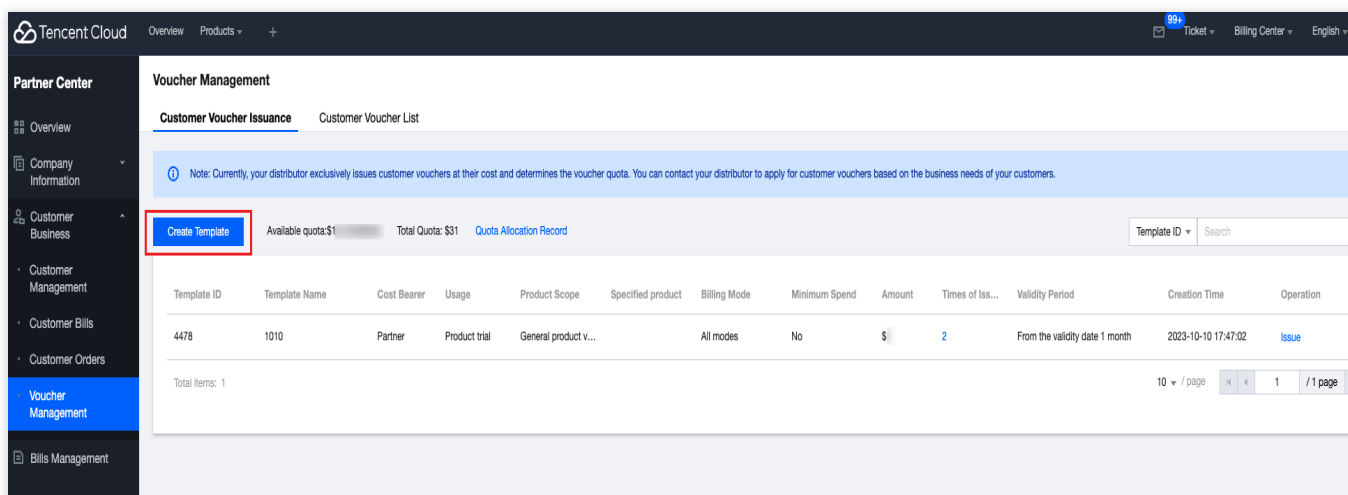 Tencent Cloud Overview Products + 99+ Ticket Billing Center English
Partner Center
Overview
Company
Information
Customer
Business
Customer
Management
Customer Bills
Customer Orders
Voucher
Management
Bills Management
Voucher Management
Customer Voucher Issuance Customer Voucher List
Note: Currently, your distributor exclusively issues customer vouchers at their cost and determines the voucher quota. You can contact your distributor to apply for customer vouchers based on the business needs of your customers.
Create Template Available quota:$1 Total Quota: $31 Quota Allocation Record Template ID Search
Template ID Template Name Cost Bearer Usage Product Scope Specified product Billing Mode Minimum Spend Amount Times of Iss... Validity Period Creation Time Operation
4478 1010 Partner Product trial General product v... All modes No $ 2 From the validity date 1 month 2023-10-10 17:47:02 Issue
Total items: 1 10 / page 1 / 1 page